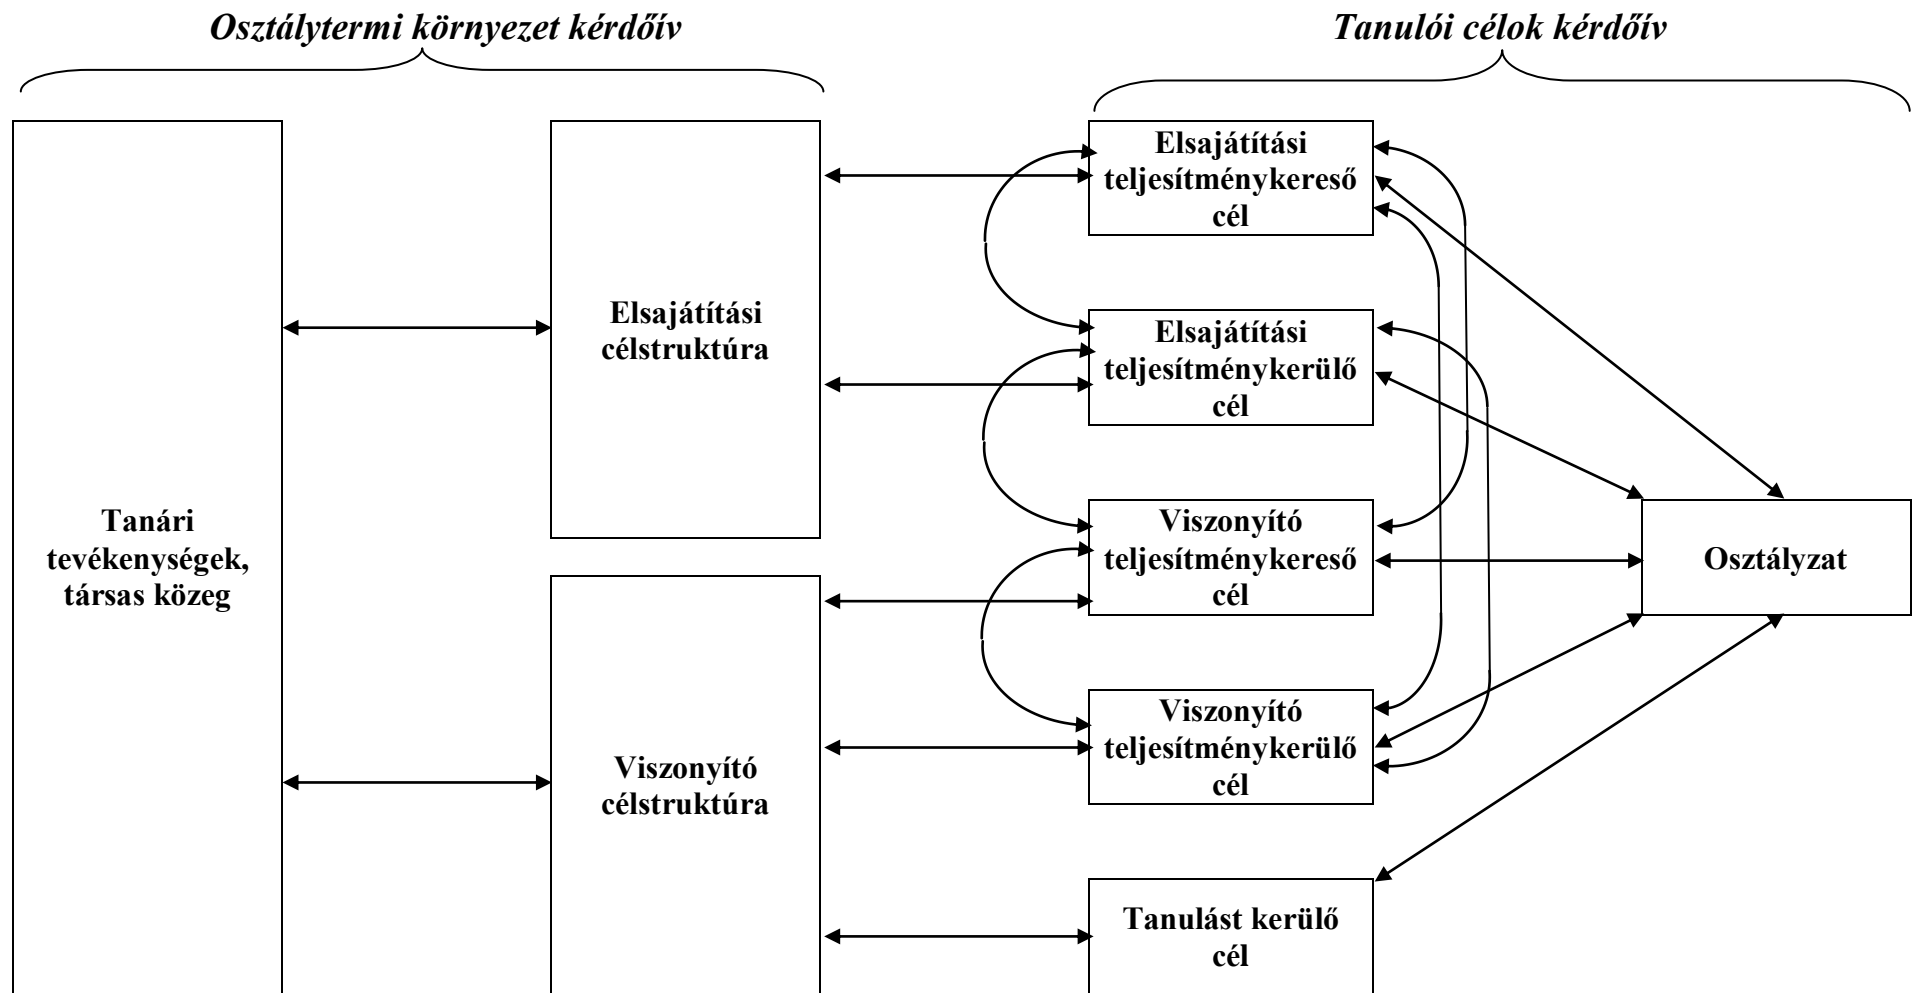 Osztálytermi környezet kérdőív
Tanulói célok kérdőív
Tanári
tevékenységek,
társas közeg
Elsajátítási
célstruktúra
Viszonyító
célstruktúra
Elsajátítási
teljesítménykereső
cél
Elsajátítási
teljesítménykerülő
cél
Viszonyító
teljesítménykereső
cél
Viszonyító
teljesítménykerülő
cél
Tanulást kerülő
cél
Osztályzat